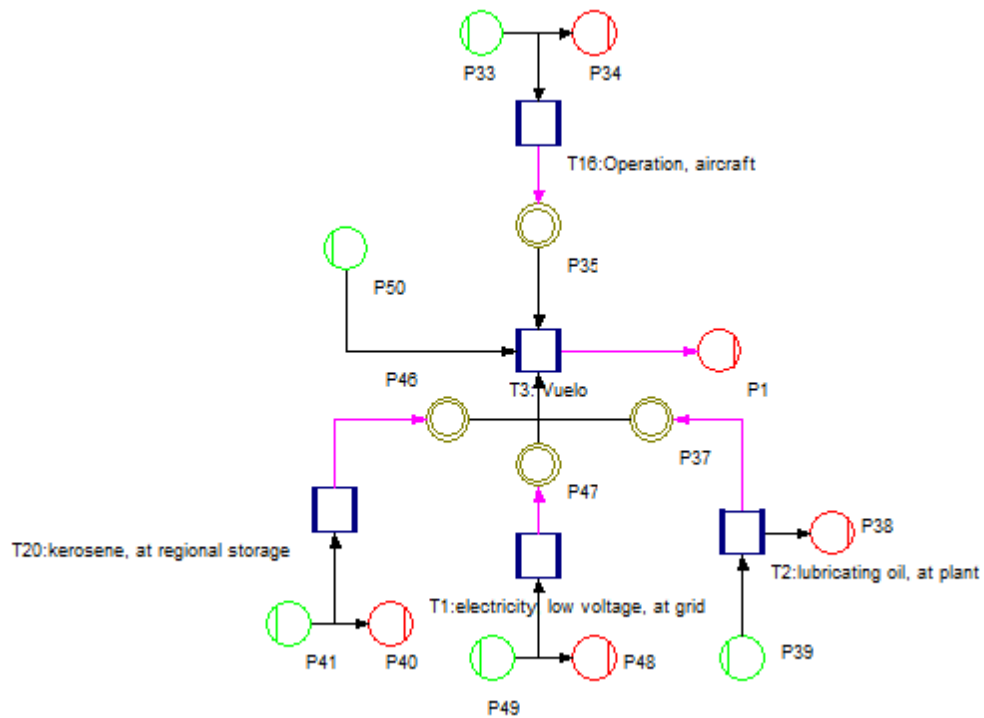 P33
P34
T16:Operation, aircraft
P35
P50
P46
T3: Vuelo
P1
P37
P47
P38
T20:kerosene, at regional storage
T2:lubricating oil, at plant
T1:electricity, low voltage, at grid
P41
P40
P48
P39
P49